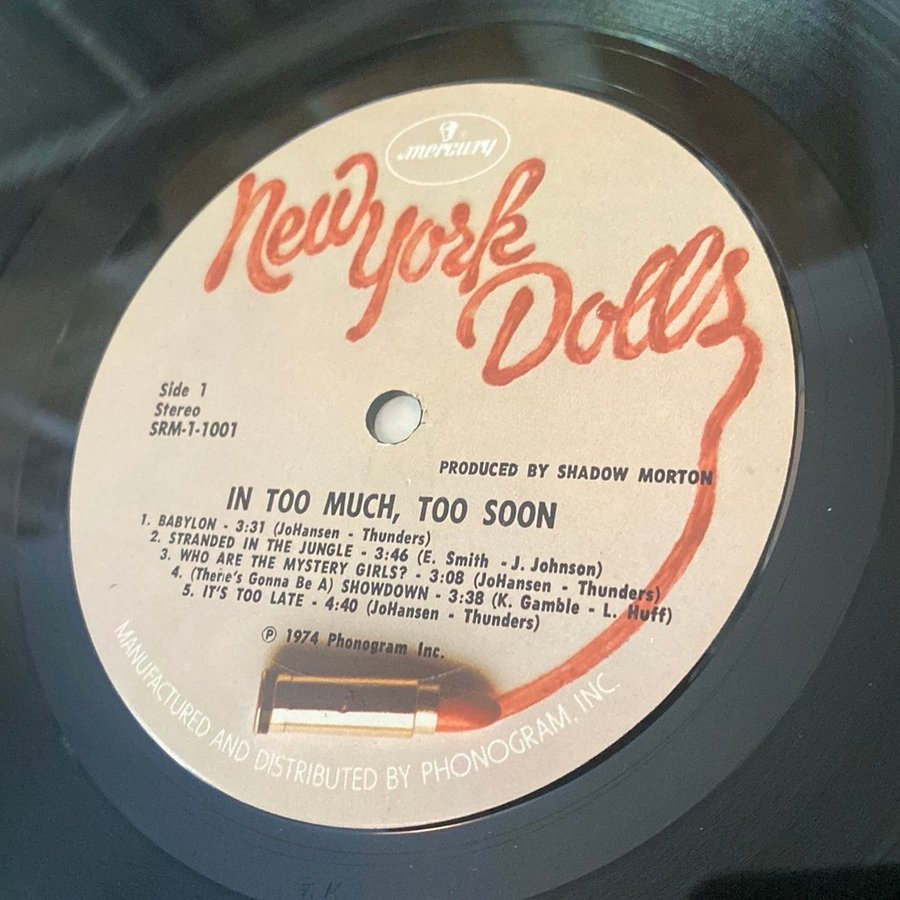 mercury
New York
Dolls
Side 1
Stereo
SRM-1-1001
PRODUCED BY SHADOW MORTON
IN TOO MUCH, TOO SOON
1. BABYLON - 3:31 (JoHansen - Thunders)
2. STRANDED IN THE JUNGLE - 3:46 (E. Smith - J. Johnson)
3. WHO ARE THE MYSTERY GIRLS? - 3:08 (JoHansen - Thunders)
4. (There's Gonna Be A) SHOWDOWN - 3:38 (K. Gamble - L. Huff)
5. IT'S TOO LATE - 4:40 (JoHansen - Thunders)
℗ 1974 Phonogram Inc.
MANUFACTURED AND DISTRIBUTED BY PHONOGRAM, INC.